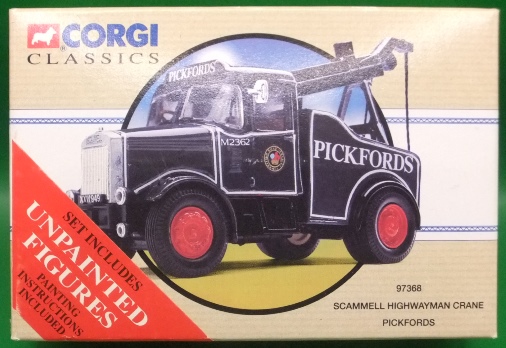 CORGI
CLASSICS
PICKFORDS
M2362
PICKFORDS
SET INCLUDES
UNPAINTED
FIGURES
PAINTING
INSTRUCTIONS
INCLUDED
97368
SCAMMELL HIGHWAYMAN CRANE
PICKFORDS